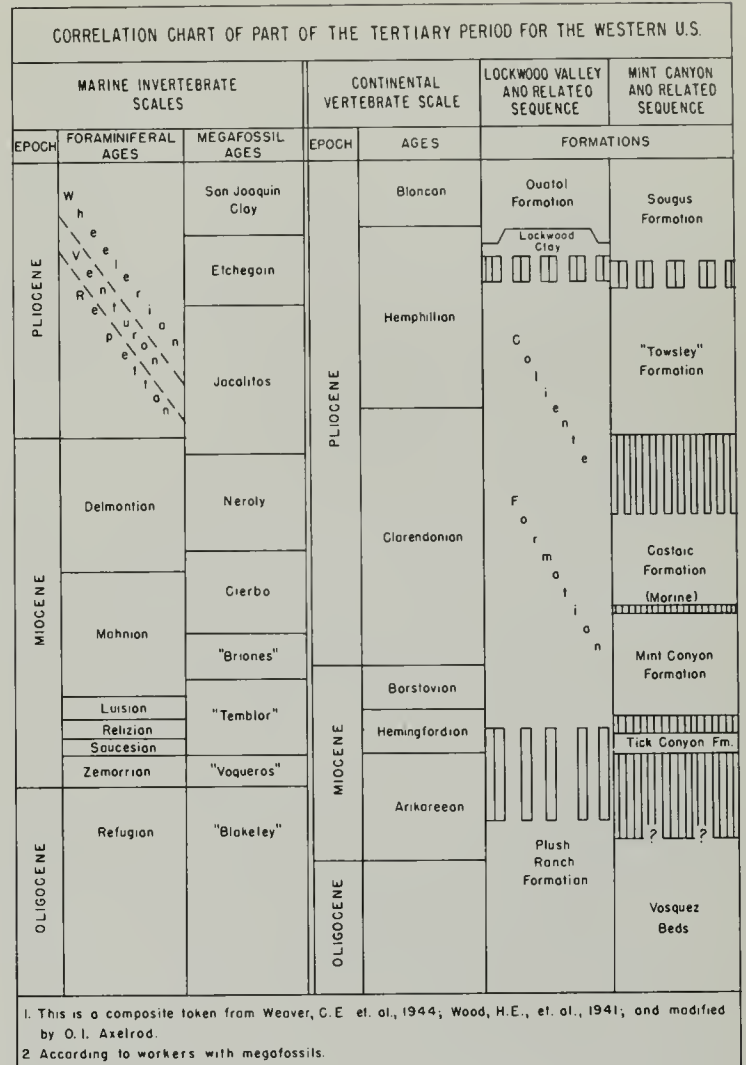 CORRELATION CHART OF PART OF THE TERTIARY PERIOD FOR THE WESTERN U.S.
MARINE INVERTEBRATE
SCALES
CONTINENTAL
VERTEBRATE SCALE
LOCKWOOD VALLEY
AND RELATED
SEQUENCE
MINT CANYON
AND RELATED
SEQUENCE
EPOCH
FORAMINIFERAL
AGES
MEGAFOSSIL
AGES
EPOCH
AGES
FORMATIONS
PLIOCENE
MIOCENE
OLIGOCENE
Wheelerian
Venturan
Repettan
Delmontian
Mohnian
Luisian
Relizian
Saucesian
Zemorrian
Refugian
San Joaquin
Clay
Etchegoin
Jacalitos
Neroly
Cierbo
"Briones"
"Temblor"
"Vaqueros"
"Blakeley"
PLIOCENE
MIOCENE
OLIGOCENE
Blancan
Hemphillian
Clarendonian
Barstovian
Hemingfordian
Arikareean
Quatal
Formation
Lockwood
Clay
Caliente
Formation
Plush
Ranch
Formation
Saugus
Formation
"Towsley"
Formation
Castaic
Formation
(Marine)
Mint Canyon
Formation
Tick Canyon Fm.
? ?
Vasquez
Beds
1. This is a composite taken from Weaver, C.E. et. al., 1944; Wood, H.E., et. al., 1941; and modified
by O.I. Axelrod.
2 According to workers with megafossils.